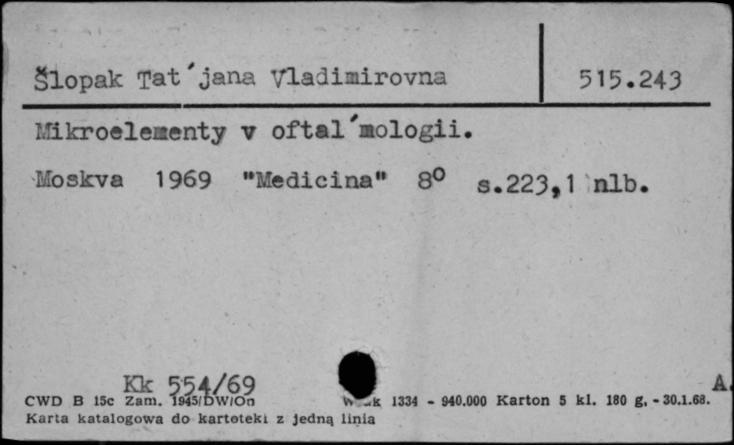 Šlopak Tat´jana Vladimirovna 515.243
Mikroelementy v oftal´mologii.
Moskva 1969 "Medicina" 8° s.223,1 nlb.
Kk 554/69 A.
CWD B 15c Zam. 1945/DW/On 1334 - 940.000 Karton 5 kl. 180 g. - 30.1.68.
Karta katalogowa do kartoteki z jedną linia